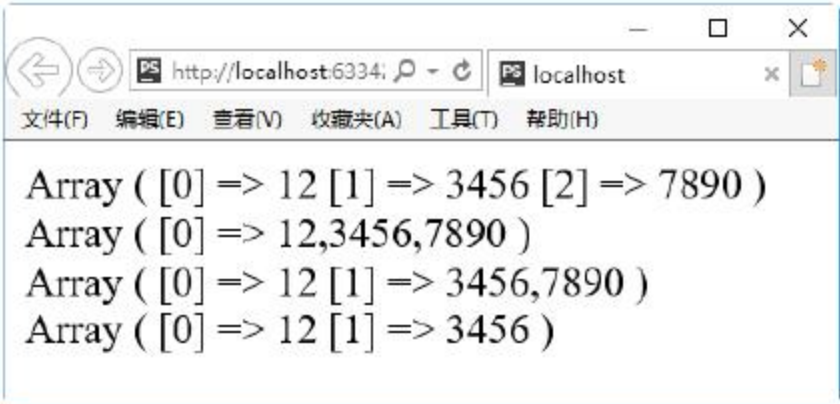 http://localhost:6334
localhost
文件(F) 编辑(E) 查看(V) 收藏夹(A) 工具(T) 帮助(H)
Array ( [0] => 12 [1] => 3456 [2] => 7890 )
Array ( [0] => 12,3456,7890 )
Array ( [0] => 12 [1] => 3456,7890 )
Array ( [0] => 12 [1] => 3456 )